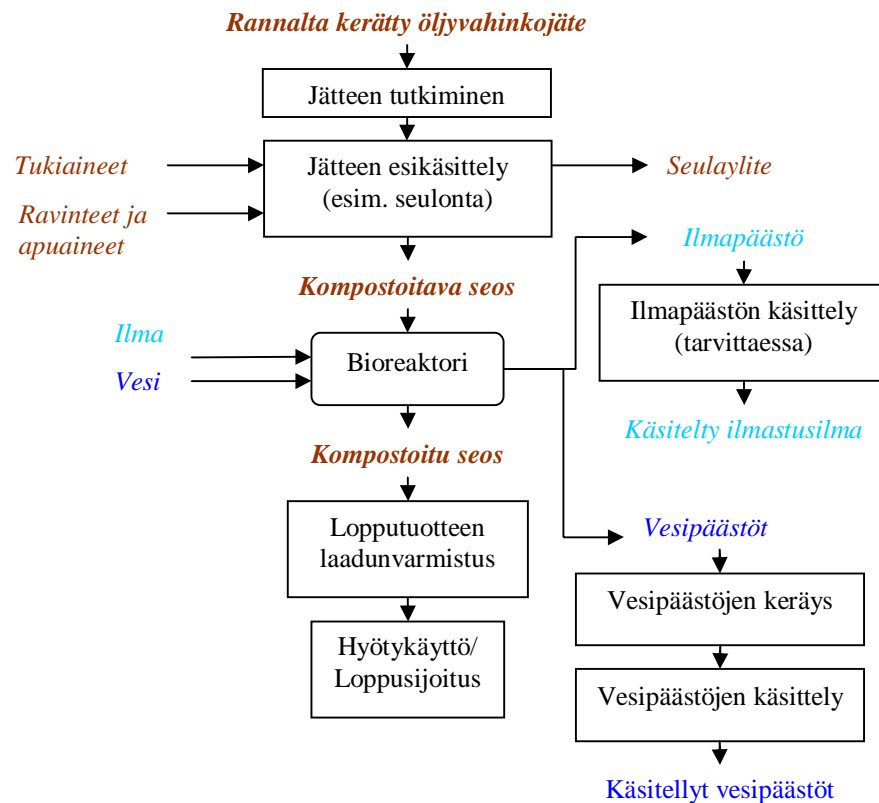 Rannalta kerätty öljyvahinkojäte
Jätteen tutkiminen
Tukiaineet
Jätteen esikäsittely
(esim. seulonta)
Seulaylite
Ravinteet ja
apuaineet
Ilmapäästö
Kompostoitava seos
Ilmapäästön käsittely
(tarvittaessa)
Ilma
Vesi
Bioreaktori
Käsitelty ilmastusilma
Kompostoitu seos
Lopputuotteen
laadunvarmistus
Vesipäästöt
Vesipäästöjen keräys
Hyötykäyttö/
Loppusijoitus
Vesipäästöjen käsittely
Käsitellyt vesipäästöt